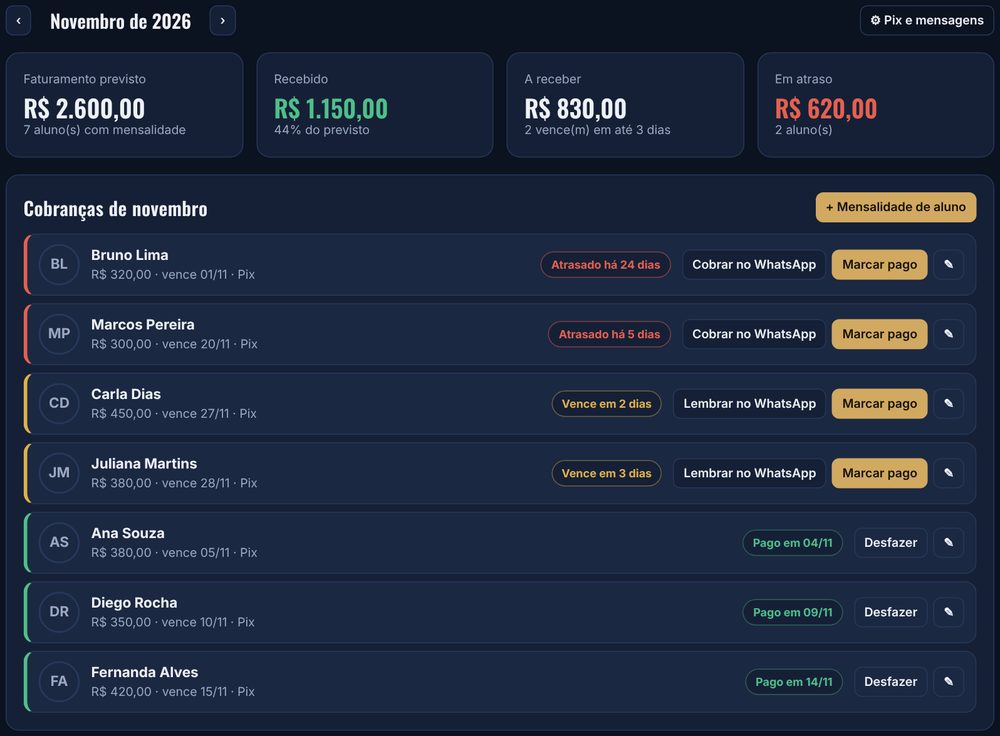 ‹ Novembro de 2026 › ⚙ Pix e mensagens
Faturamento previsto
R$ 2.600,00
7 aluno(s) com mensalidade
Recebido
R$ 1.150,00
44% do previsto
A receber
R$ 830,00
2 vence(m) em até 3 dias
Em atraso
R$ 620,00
2 aluno(s)
Cobranças de novembro + Mensalidade de aluno
BL Bruno Lima
R$ 320,00 · vence 01/11 · Pix
Atrasado há 24 dias Cobrar no WhatsApp Marcar pago ✎
MP Marcos Pereira
R$ 300,00 · vence 20/11 · Pix
Atrasado há 5 dias Cobrar no WhatsApp Marcar pago ✎
CD Carla Dias
R$ 450,00 · vence 27/11 · Pix
Vence em 2 dias Lembrar no WhatsApp Marcar pago ✎
JM Juliana Martins
R$ 380,00 · vence 28/11 · Pix
Vence em 3 dias Lembrar no WhatsApp Marcar pago ✎
AS Ana Souza
R$ 380,00 · vence 05/11 · Pix
Pago em 04/11 Desfazer ✎
DR Diego Rocha
R$ 350,00 · vence 10/11 · Pix
Pago em 09/11 Desfazer ✎
FA Fernanda Alves
R$ 420,00 · vence 15/11 · Pix
Pago em 14/11 Desfazer ✎